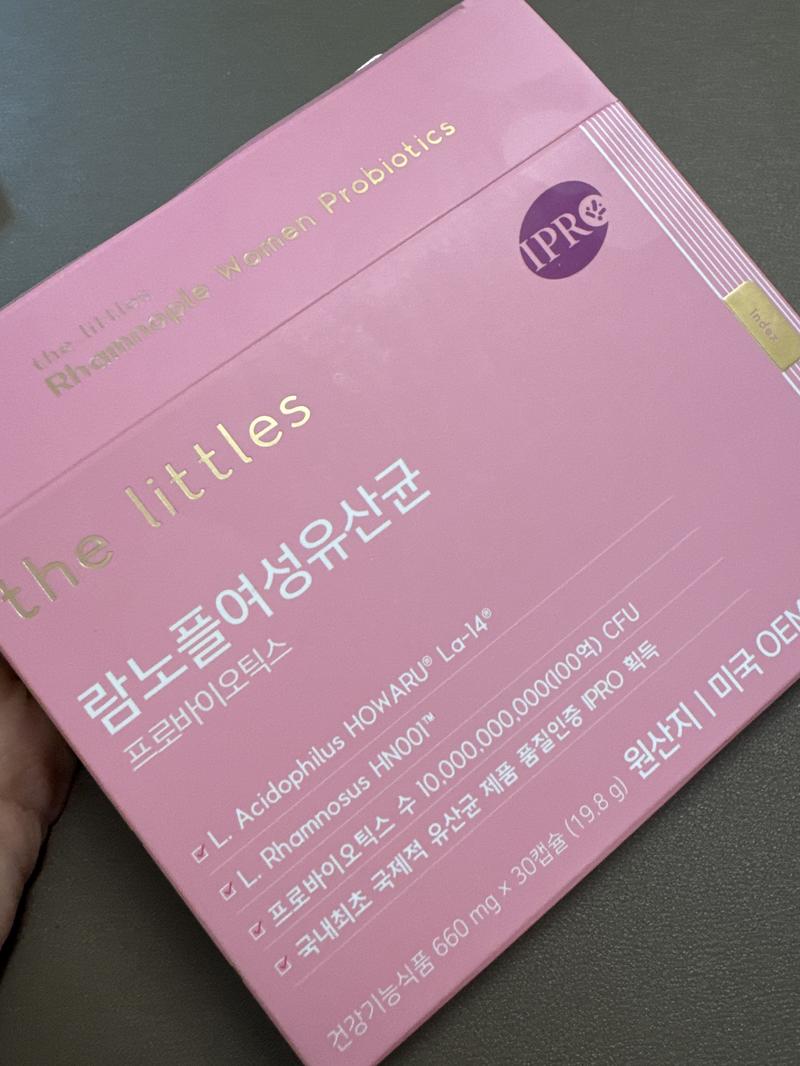 the littles
Rhamnople Women Probiotics
IPRO
Index
the littles
람노플여성유산균
프로바이오틱스
L. Acidophilus HOWARU® La-14®
L. Rhamnosus HN001™
프로바이오틱스 수 10,000,000,000(100억) CFU
국내최초 국제적 유산균 제품 품질인증 IPRO 획득
건강기능식품 660 mg × 30캡슐 (19.8 g)
원산지 | 미국 OEM